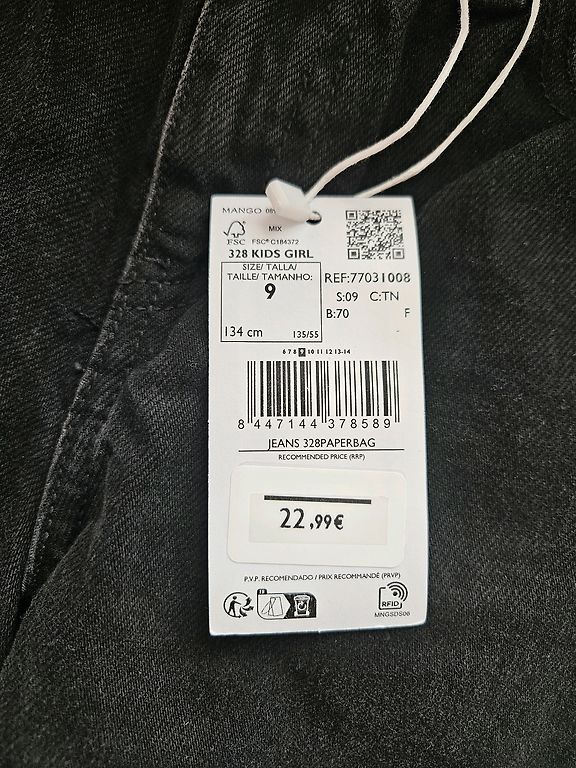 MANGO
MIX
FSC FSC® C184372
328 KIDS GIRL
SIZE/ TALLA/
TAILLE/ TAMANHO:
9
134 cm 135/55
REF:77031008
S:09 C:TN
B:70 F
6 7 8 9 10 11 12 13-14
8 447144 378589
JEANS 328PAPERBAG
RECOMMENDED PRICE (RRP)
22,99€
P.V.P. RECOMENDADO / PRIX RECOMMANDÉ (PRVP)
RFID
MNGSDS06